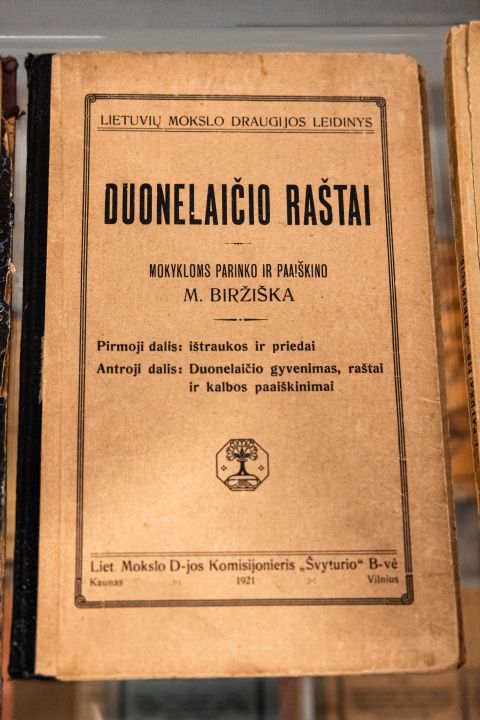 LIETUVIŲ MOKSLO DRAUGIJOS LEIDINYS
DUONELAIČIO RAŠTAI
MOKYKLOMS PARINKO IR PAAIŠKINO
M. BIRŽIŠKA
Pirmoji dalis: ištraukos ir priedai
Antroji dalis: Duonelaičio gyvenimas, raštai
ir kalbos paaiškinimai
Liet. Mokslo D-jos Komisijonieris „Švyturio“ B-vė
Kaunas 1921 Vilnius